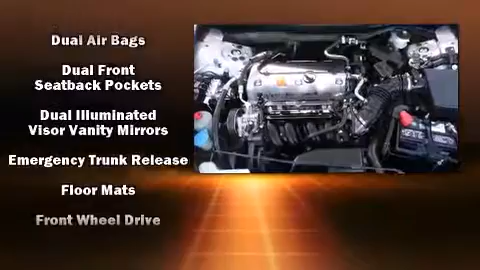 Dual Air Bags
Dual Front
Seatback Pockets
Dual Illuminated
Visor Vanity Mirrors
Emergency Trunk Release
Floor Mats
Front Wheel Drive